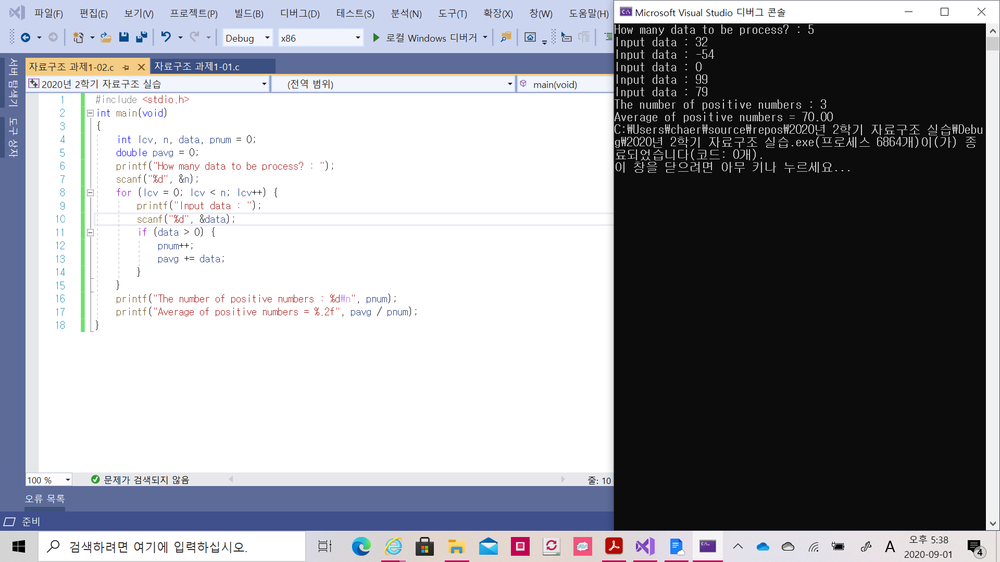 파일(F) 편집(E) 보기(V) 프로젝트(P) 빌드(B) 디버그(D) 테스트(S) 분석(N) 도구(T) 확장(X) 창(W) 도움말(H)
Debug x86 로컬 Windows 디버거
서버 탐색기
도구 상자
자료구조 과제1-02.c 자료구조 과제1-01.c
2020년 2학기 자료구조 실습 (전역 범위) main(void)
1 #include <stdio.h>
2 int main(void)
3 {
4 int lcv, n, data, pnum = 0;
5 double pavg = 0;
6 printf("How many data to be process? : ");
7 scanf("%d", &n);
8 for (lcv = 0; lcv < n; lcv++) {
9 printf("Input data : ");
10 scanf("%d", &data);
11 if (data > 0) {
12 pnum++;
13 pavg += data;
14 }
15 }
16 printf("The number of positive numbers : %d₩n", pnum);
17 printf("Average of positive numbers = %.2f", pavg / pnum);
18 }
100 % 문제가 검색되지 않음 줄: 10
오류 목록
준비
Microsoft Visual Studio 디버그 콘솔
How many data to be process? : 5
Input data : 32
Input data : -54
Input data : 0
Input data : 99
Input data : 79
The number of positive numbers : 3
Average of positive numbers = 70.00
C:₩Users₩chaer₩source₩repos₩2020년 2학기 자료구조 실습₩Debu
g₩2020년 2학기 자료구조 실습.exe(프로세스 6864개)이(가) 종
료되었습니다(코드: 0개).
이 창을 닫으려면 아무 키나 누르세요...
검색하려면 여기에 입력하십시오.
A
오후 5:38
2020-09-01
4